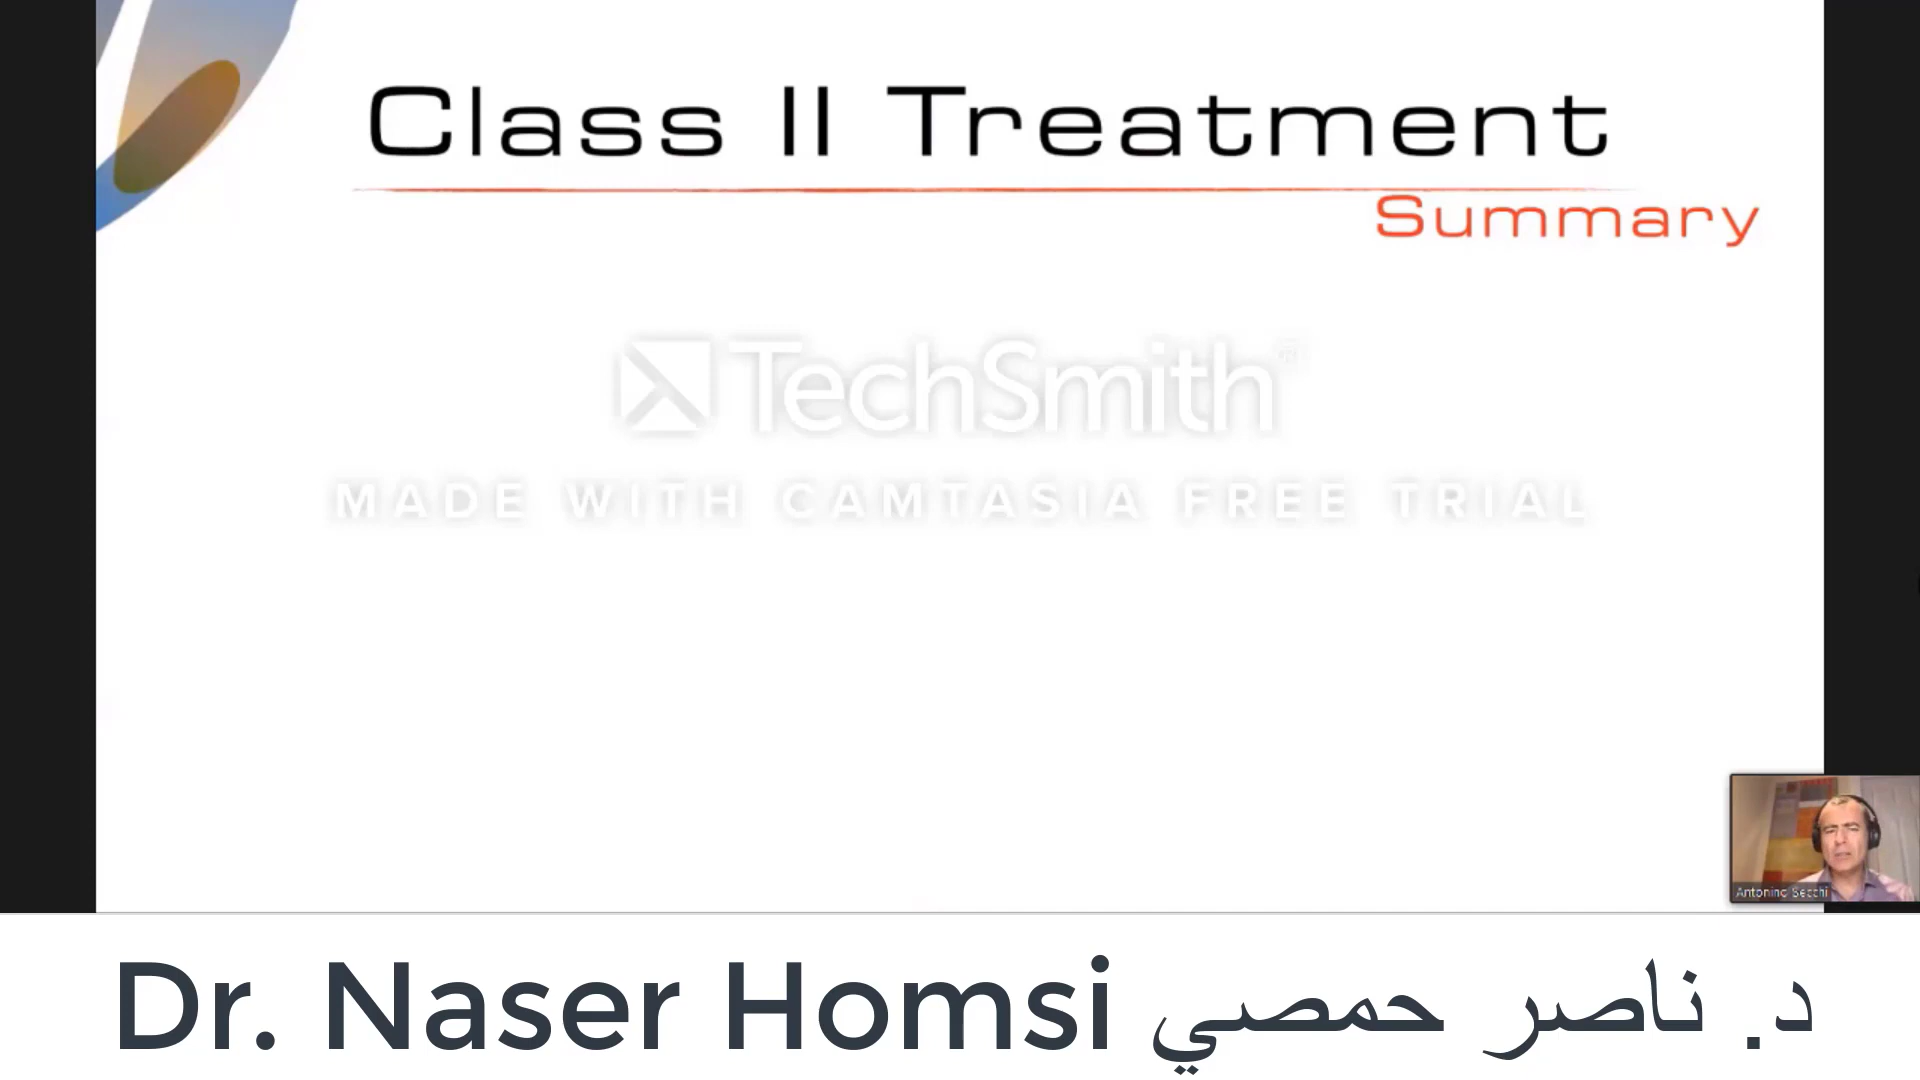 Class II Treatment
Summary
TechSmith®
MADE WITH CAMTASIA FREE TRIAL
Antonino Secchi
Dr. Naser Homsi د. ناصر حمصي